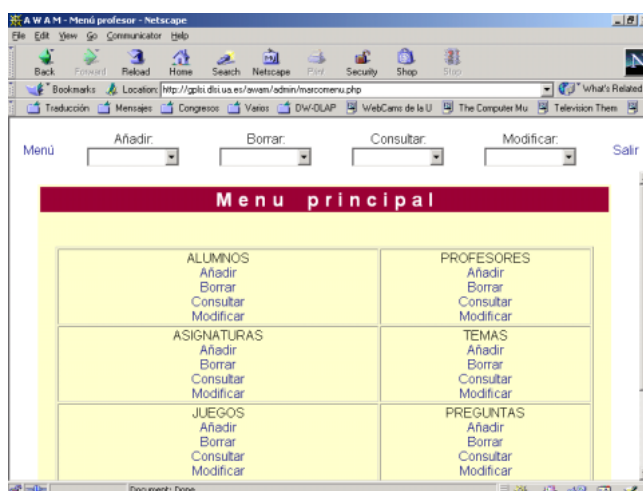 A W A M - Menú profesor - Netscape
File Edit View Go Communicator Help
Back Forward Reload Home Search Netscape Print Security Shop Stop
Bookmarks Location: http://gplsi.dlsi.ua.es/awam/admin/marcomenu.php What's Related
Traducción Mensajes Congresos Varios DW-OLAP WebCams de la U The Computer Mu Television Them
Añadir: Borrar: Consultar: Modificar:
Menú Salir
Menu principal
ALUMNOS PROFESORES
Añadir Añadir
Borrar Borrar
Consultar Consultar
Modificar Modificar
ASIGNATURAS TEMAS
Añadir Añadir
Borrar Borrar
Consultar Consultar
Modificar Modificar
JUEGOS PREGUNTAS
Añadir Añadir
Borrar Borrar
Consultar Consultar
Modificar Modificar
Document: Done